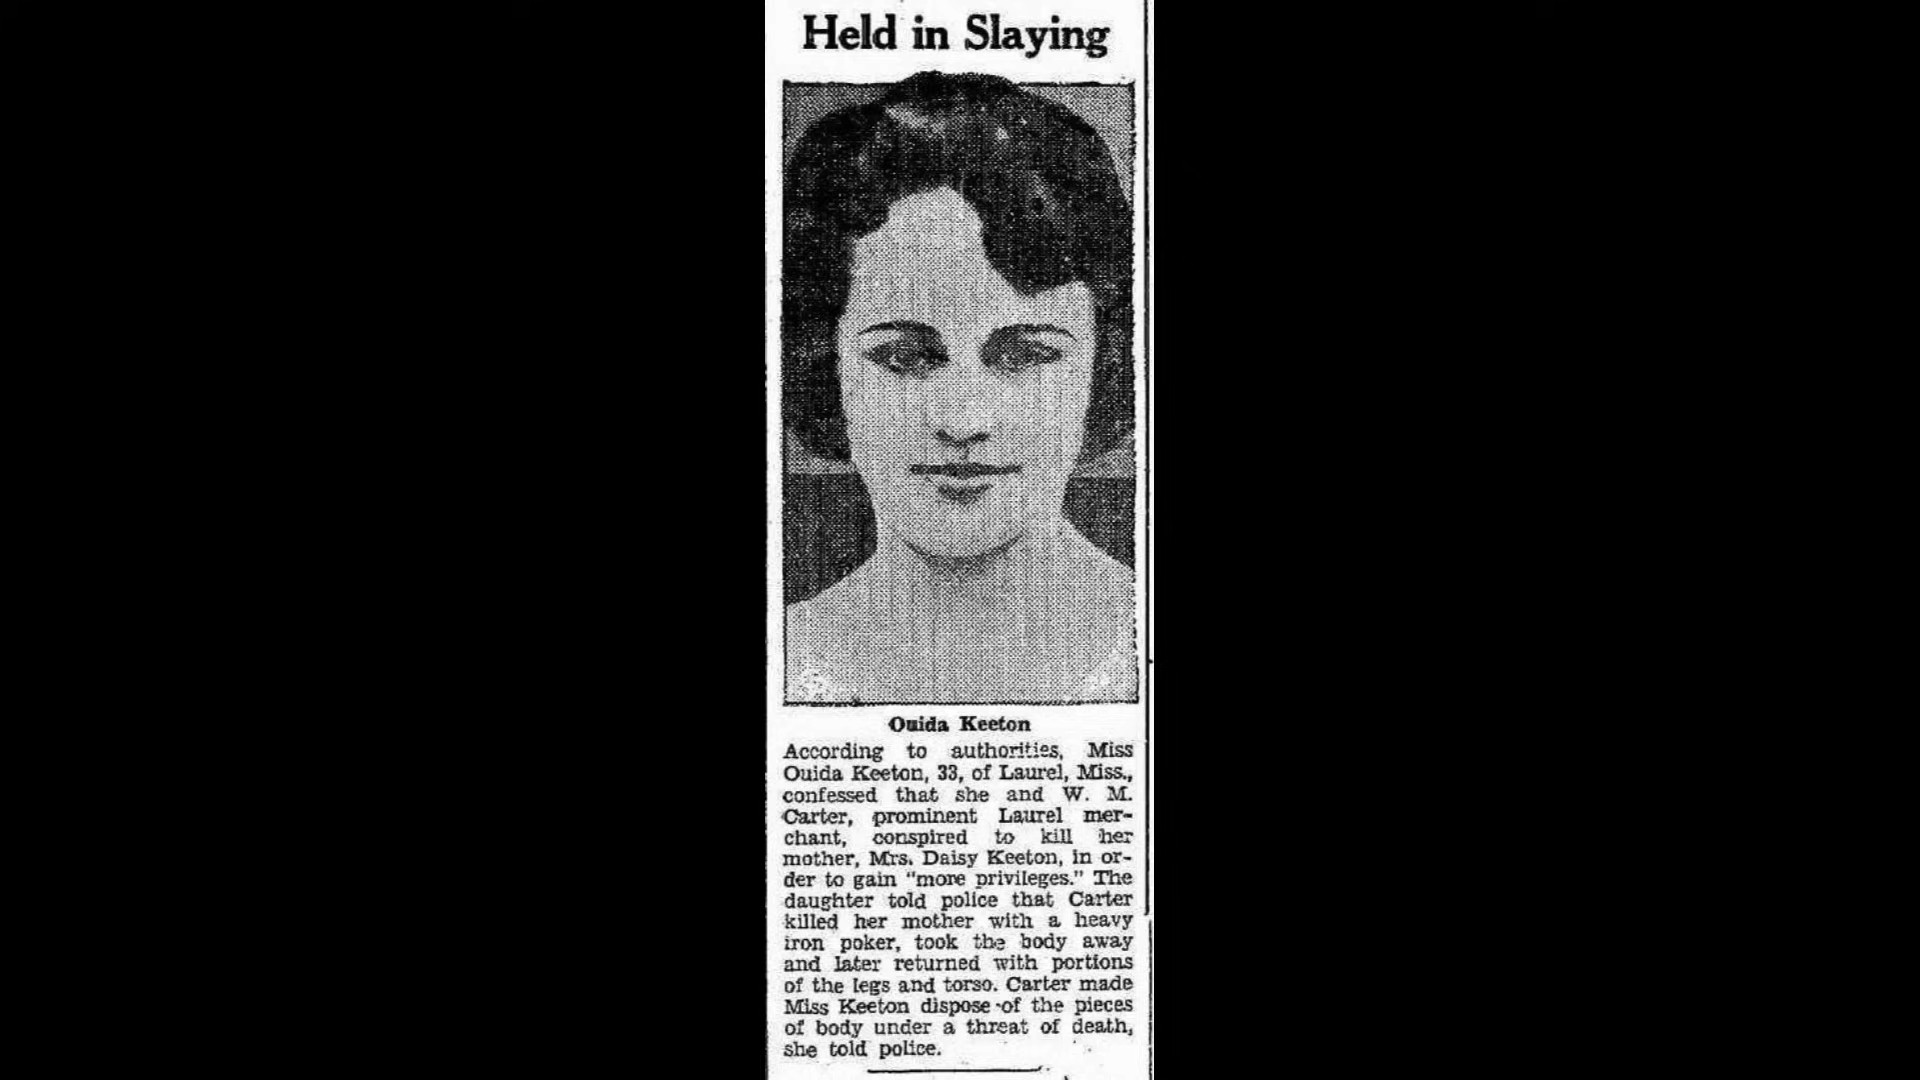 Held in Slaying
Ouida Keeton
According to authorities, Miss
Ouida Keeton, 33, of Laurel, Miss.,
confessed that she and W. M.
Carter, prominent Laurel mer-
chant, conspired to kill her
mother, Mrs. Daisy Keeton, in or-
der to gain "more privileges." The
daughter told police that Carter
killed her mother with a heavy
iron poker, took the body away
and later returned with portions
of the legs and torso. Carter made
Miss Keeton dispose of the pieces
of body under a threat of death,
she told police.